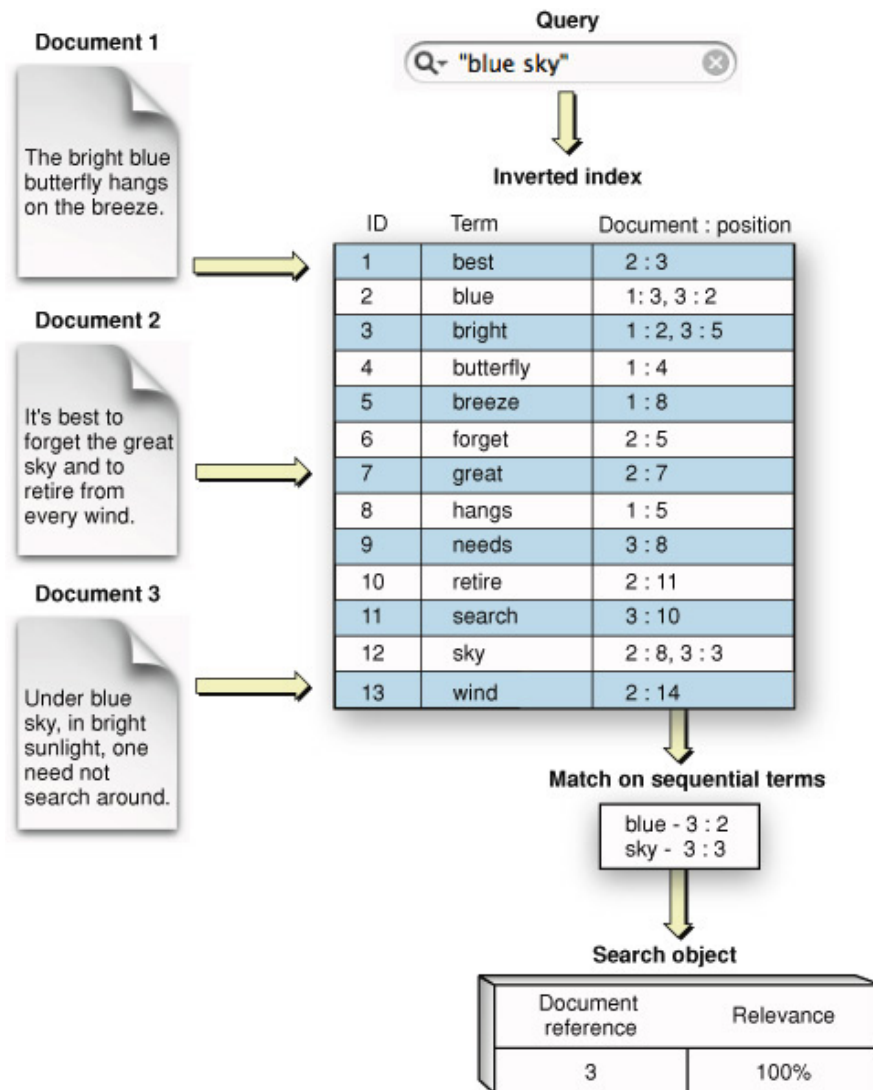 Document 1
The bright blue
butterfly hangs
on the breeze.
Document 2
It's best to
forget the great
sky and to
retire from
every wind.
Document 3
Under blue
sky, in bright
sunlight, one
need not
search around.
Query
"blue sky"
Inverted index
ID Term Document : position
1 best 2 : 3
2 blue 1: 3, 3 : 2
3 bright 1 : 2, 3 : 5
4 butterfly 1 : 4
5 breeze 1 : 8
6 forget 2 : 5
7 great 2 : 7
8 hangs 1 : 5
9 needs 3 : 8
10 retire 2 : 11
11 search 3 : 10
12 sky 2 : 8, 3 : 3
13 wind 2 : 14
Match on sequential terms
blue - 3 : 2
sky - 3 : 3
Search object
Document
reference
Relevance
3 100%